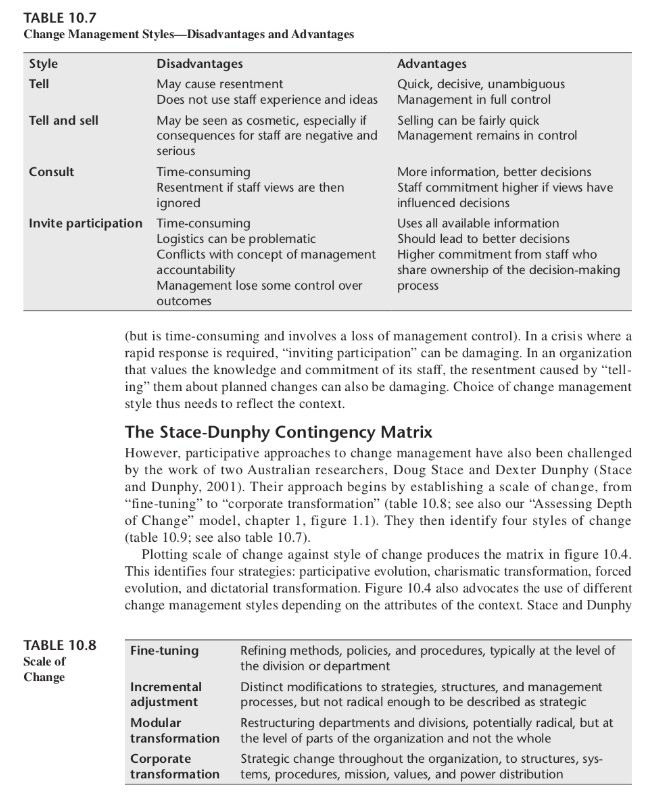 TABLE 10.7
Change Management Styles—Disadvantages and Advantages
Style Disadvantages Advantages
Tell May cause resentment Quick, decisive, unambiguous
Does not use staff experience and ideas Management in full control
Tell and sell May be seen as cosmetic, especially if Selling can be fairly quick
consequences for staff are negative and Management remains in control
serious
Consult Time-consuming More information, better decisions
Resentment if staff views are then Staff commitment higher if views have
ignored influenced decisions
Invite participation Time-consuming Uses all available information
Logistics can be problematic Should lead to better decisions
Conflicts with concept of management Higher commitment from staff who
accountability share ownership of the decision-making
Management lose some control over process
outcomes
(but is time-consuming and involves a loss of management control). In a crisis where a
rapid response is required, “inviting participation” can be damaging. In an organization
that values the knowledge and commitment of its staff, the resentment caused by “tell-
ing” them about planned changes can also be damaging. Choice of change management
style thus needs to reflect the context.
The Stace-Dunphy Contingency Matrix
However, participative approaches to change management have also been challenged
by the work of two Australian researchers, Doug Stace and Dexter Dunphy (Stace
and Dunphy, 2001). Their approach begins by establishing a scale of change, from
“fine-tuning” to “corporate transformation” (table 10.8; see also our “Assessing Depth
of Change” model, chapter 1, figure 1.1). They then identify four styles of change
(table 10.9; see also table 10.7).
Plotting scale of change against style of change produces the matrix in figure 10.4.
This identifies four strategies: participative evolution, charismatic transformation, forced
evolution, and dictatorial transformation. Figure 10.4 also advocates the use of different
change management styles depending on the attributes of the context. Stace and Dunphy
TABLE 10.8
Scale of
Change
Fine-tuning Refining methods, policies, and procedures, typically at the level of
the division or department
Incremental Distinct modifications to strategies, structures, and management
adjustment processes, but not radical enough to be described as strategic
Modular Restructuring departments and divisions, potentially radical, but at
transformation the level of parts of the organization and not the whole
Corporate Strategic change throughout the organization, to structures, sys-
transformation tems, procedures, mission, values, and power distribution